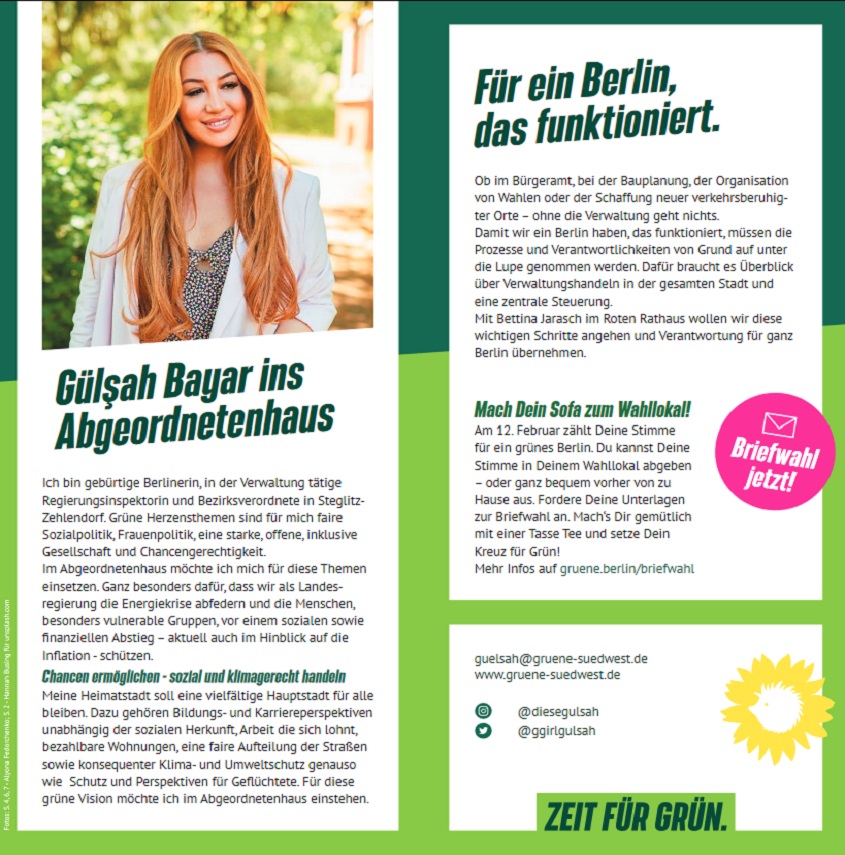 Gülşah Bayar ins
Abgeordnetenhaus
Ich bin gebürtige Berlinerin, in der Verwaltung tätige
Regierungsinspektorin und Bezirksverordnete in Steglitz-
Zehlendorf. Grüne Herzensthemen sind für mich faire
Sozialpolitik, Frauenpolitik, eine starke, offene, inklusive
Gesellschaft und Chancengerechtigkeit.
Im Abgeordnetenhaus möchte ich mich für diese Themen
einsetzen. Ganz besonders dafür, dass wir als Landes-
regierung die Energiekrise abfedern und die Menschen,
besonders vulnerable Gruppen, vor einem sozialen sowie
finanziellen Abstieg – aktuell auch im Hinblick auf die
Inflation - schützen.
Chancen ermöglichen - sozial und klimagerecht handeln
Meine Heimatstadt soll eine vielfältige Hauptstadt für alle
bleiben. Dazu gehören Bildungs- und Karriereperspektiven
unabhängig der sozialen Herkunft, Arbeit die sich lohnt,
bezahlbare Wohnungen, eine faire Aufteilung der Straßen
sowie konsequenter Klima- und Umweltschutz genauso
wie Schutz und Perspektiven für Geflüchtete. Für diese
grüne Vision möchte ich im Abgeordnetenhaus einstehen.
Fotos: S. 4, 6, 7 - Aljona Fedorchenko; S. 2 - Hannah Busing für unsplash.com
Für ein Berlin,
das funktioniert.
Ob im Bürgeramt, bei der Bauplanung, der Organisation
von Wahlen oder der Schaffung neuer verkehrsberuhig-
ter Orte – ohne die Verwaltung geht nichts.
Damit wir ein Berlin haben, das funktioniert, müssen die
Prozesse und Verantwortlichkeiten von Grund auf unter
die Lupe genommen werden. Dafür braucht es Überblick
über Verwaltungshandeln in der gesamten Stadt und
eine zentrale Steuerung.
Mit Bettina Jarasch im Roten Rathaus wollen wir diese
wichtigen Schritte angehen und Verantwortung für ganz
Berlin übernehmen.
Mach Dein Sofa zum Wahllokal!
Am 12. Februar zählt Deine Stimme
für ein grünes Berlin. Du kannst Deine
Stimme in Deinem Wahllokal abgeben
– oder ganz bequem vorher von zu
Hause aus. Fordere Deine Unterlagen
zur Briefwahl an. Mach's Dir gemütlich
mit einer Tasse Tee und setze Dein
Kreuz für Grün!
Mehr Infos auf gruene.berlin/briefwahl
Briefwahl
jetzt!
guelsah@gruene-suedwest.de
www.gruene-suedwest.de
@diesegulsah
@ggirlgulsah
ZEIT FÜR GRÜN.